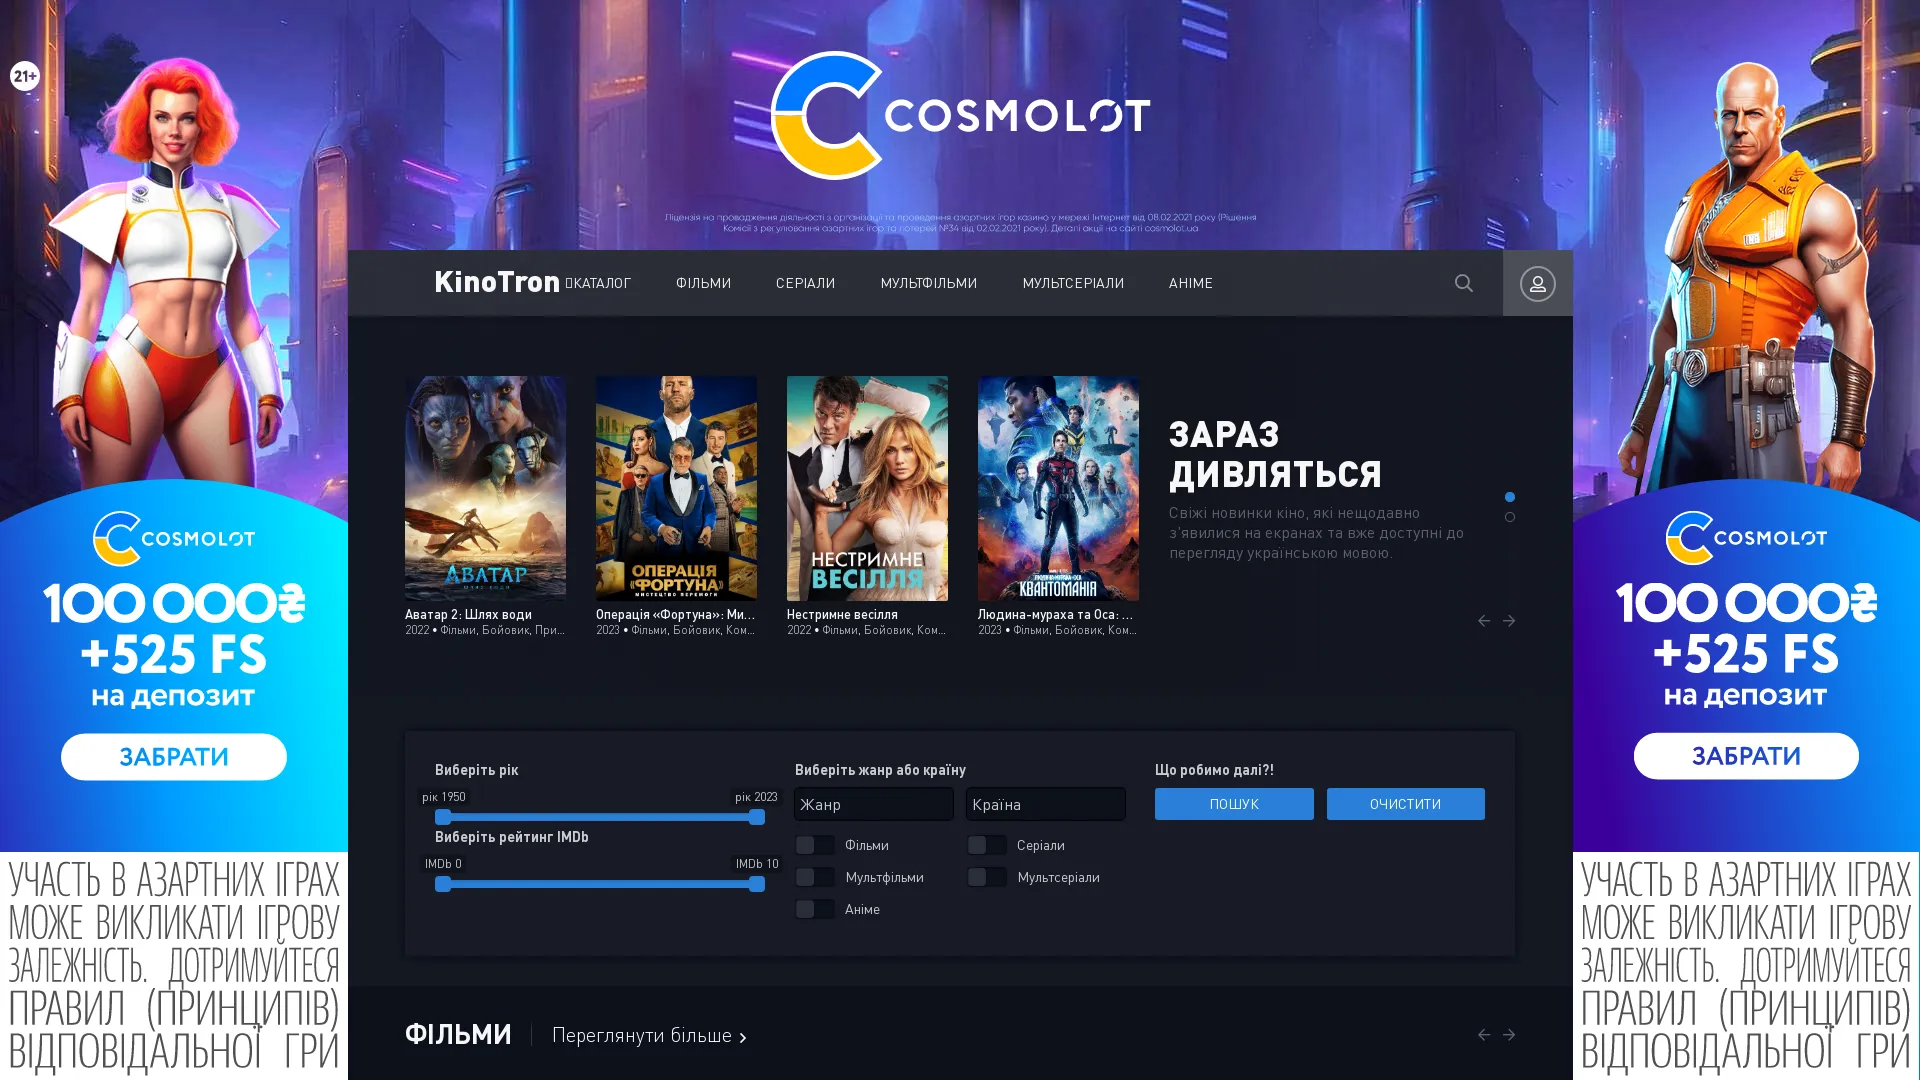 21+
COSMOLOT
Ліцензія на провадження діяльності з організації та проведення азартних ігор казино у мережі Інтернет від 08.02.2021 року (Рішення
Комісії з регулювання азартних ігор та лотерей №34 від 02.02.2021 року). Деталі акції на сайті cosmolot.ua
KinoTron КАТАЛОГ ФІЛЬМИ СЕРІАЛИ МУЛЬТФІЛЬМИ МУЛЬТСЕРІАЛИ АНІМЕ
АВАТАР
ШЛЯХ ВОДИ
ОПЕРАЦІЯ
«ФОРТУНА»
МИСТЕЦТВО ПЕРЕМОГИ
НЕСТРИМНЕ
ВЕСІЛЛЯ
ЛЮДИНА-МУРАХА ТА ОСА
КВАНТОМАНІЯ
Аватар 2: Шлях води
2022 • Фільми, Бойовик, При...
Операція «Фортуна»: Ми...
2023 • Фільми, Бойовик, Ком...
Нестримне весілля
2022 • Фільми, Бойовик, Ком...
Людина-мураха та Оса: ...
2023 • Фільми, Бойовик, Ком...
ЗАРАЗ
ДИВЛЯТЬСЯ
Свіжі новинки кіно, які нещодавно
з'явилися на екранах та вже доступні до
перегляду українською мовою.
COSMOLOT
100 000₴
+525 FS
на депозит
ЗАБРАТИ
УЧАСТЬ В АЗАРТНИХ ІГРАХ
МОЖЕ ВИКЛИКАТИ ІГРОВУ
ЗАЛЕЖНІСТЬ. ДОТРИМУЙТЕСЯ
ПРАВИЛ (ПРИНЦИПІВ)
ВІДПОВІДАЛЬНОЇ ГРИ
Виберіть рік
рік 1950 рік 2023
Виберіть рейтинг IMDb
IMDb 0 IMDb 10
Виберіть жанр або країну
Жанр Країна
Фільми Серіали
Мультфільми Мультсеріали
Аніме
Що робимо далі?!
ПОШУК ОЧИСТИТИ
ФІЛЬМИ Переглянути більше
COSMOLOT
100 000₴
+525 FS
на депозит
ЗАБРАТИ
УЧАСТЬ В АЗАРТНИХ ІГРАХ
МОЖЕ ВИКЛИКАТИ ІГРОВУ
ЗАЛЕЖНІСТЬ. ДОТРИМУЙТЕСЯ
ПРАВИЛ (ПРИНЦИПІВ)
ВІДПОВІДАЛЬНОЇ ГРИ